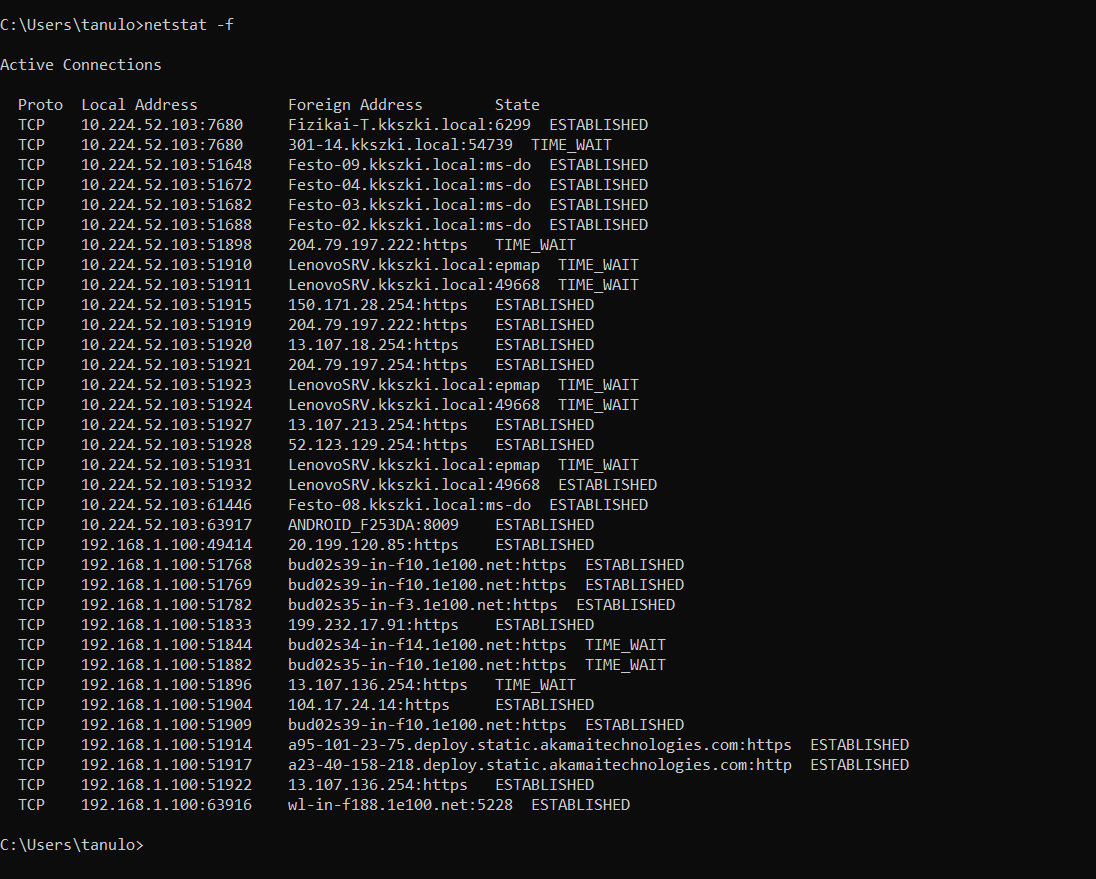 C:\Users\tanulo>netstat -f
Active Connections
  Proto  Local Address          Foreign Address        State
  TCP    10.224.52.103:7680     Fizikai-T.kkszki.local:6299  ESTABLISHED
  TCP    10.224.52.103:7680     301-14.kkszki.local:54739  TIME_WAIT
  TCP    10.224.52.103:51648    Festo-09.kkszki.local:ms-do  ESTABLISHED
  TCP    10.224.52.103:51672    Festo-04.kkszki.local:ms-do  ESTABLISHED
  TCP    10.224.52.103:51682    Festo-03.kkszki.local:ms-do  ESTABLISHED
  TCP    10.224.52.103:51688    Festo-02.kkszki.local:ms-do  ESTABLISHED
  TCP    10.224.52.103:51898    204.79.197.222:https   TIME_WAIT
  TCP    10.224.52.103:51910    LenovoSRV.kkszki.local:epmap  TIME_WAIT
  TCP    10.224.52.103:51911    LenovoSRV.kkszki.local:49668  TIME_WAIT
  TCP    10.224.52.103:51915    150.171.28.254:https   ESTABLISHED
  TCP    10.224.52.103:51919    204.79.197.222:https   ESTABLISHED
  TCP    10.224.52.103:51920    13.107.18.254:https    ESTABLISHED
  TCP    10.224.52.103:51921    204.79.197.254:https   ESTABLISHED
  TCP    10.224.52.103:51923    LenovoSRV.kkszki.local:epmap  TIME_WAIT
  TCP    10.224.52.103:51924    LenovoSRV.kkszki.local:49668  TIME_WAIT
  TCP    10.224.52.103:51927    13.107.213.254:https   ESTABLISHED
  TCP    10.224.52.103:51928    52.123.129.254:https   ESTABLISHED
  TCP    10.224.52.103:51931    LenovoSRV.kkszki.local:epmap  TIME_WAIT
  TCP    10.224.52.103:51932    LenovoSRV.kkszki.local:49668  ESTABLISHED
  TCP    10.224.52.103:61446    Festo-08.kkszki.local:ms-do  ESTABLISHED
  TCP    10.224.52.103:63917    ANDROID_F253DA:8009    ESTABLISHED
  TCP    192.168.1.100:49414    20.199.120.85:https    ESTABLISHED
  TCP    192.168.1.100:51768    bud02s39-in-f10.1e100.net:https  ESTABLISHED
  TCP    192.168.1.100:51769    bud02s39-in-f10.1e100.net:https  ESTABLISHED
  TCP    192.168.1.100:51782    bud02s35-in-f3.1e100.net:https  ESTABLISHED
  TCP    192.168.1.100:51833    199.232.17.91:https    ESTABLISHED
  TCP    192.168.1.100:51844    bud02s34-in-f14.1e100.net:https  TIME_WAIT
  TCP    192.168.1.100:51882    bud02s35-in-f10.1e100.net:https  TIME_WAIT
  TCP    192.168.1.100:51896    13.107.136.254:https   TIME_WAIT
  TCP    192.168.1.100:51904    104.17.24.14:https     ESTABLISHED
  TCP    192.168.1.100:51909    bud02s39-in-f10.1e100.net:https  ESTABLISHED
  TCP    192.168.1.100:51914    a95-101-23-75.deploy.static.akamaitechnologies.com:https  ESTABLISHED
  TCP    192.168.1.100:51917    a23-40-158-218.deploy.static.akamaitechnologies.com:http  ESTABLISHED
  TCP    192.168.1.100:51922    13.107.136.254:https   ESTABLISHED
  TCP    192.168.1.100:63916    wl-in-f188.1e100.net:5228  ESTABLISHED
C:\Users\tanulo>